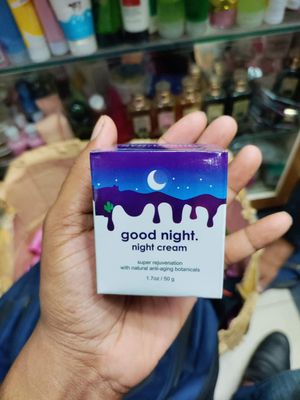 good night.
night cream
super rejuvenation
with natural anti-aging botanicals
1.7oz / 50 g